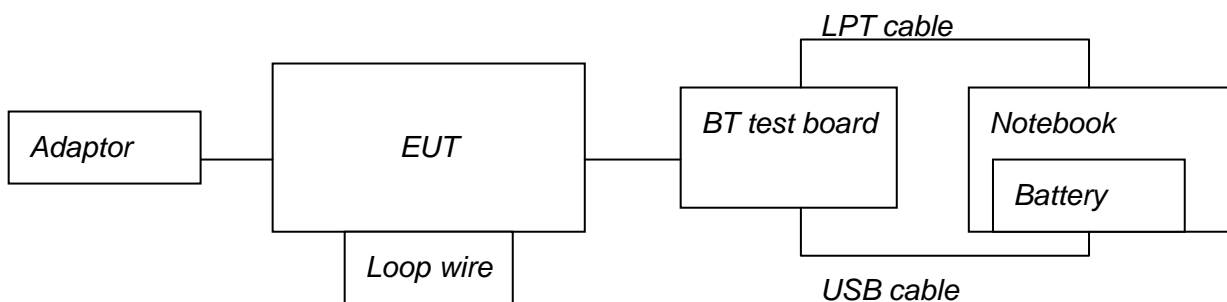 LPT cable
Adaptor
EUT
BT test board
Notebook
Battery
Loop wire
USB cable